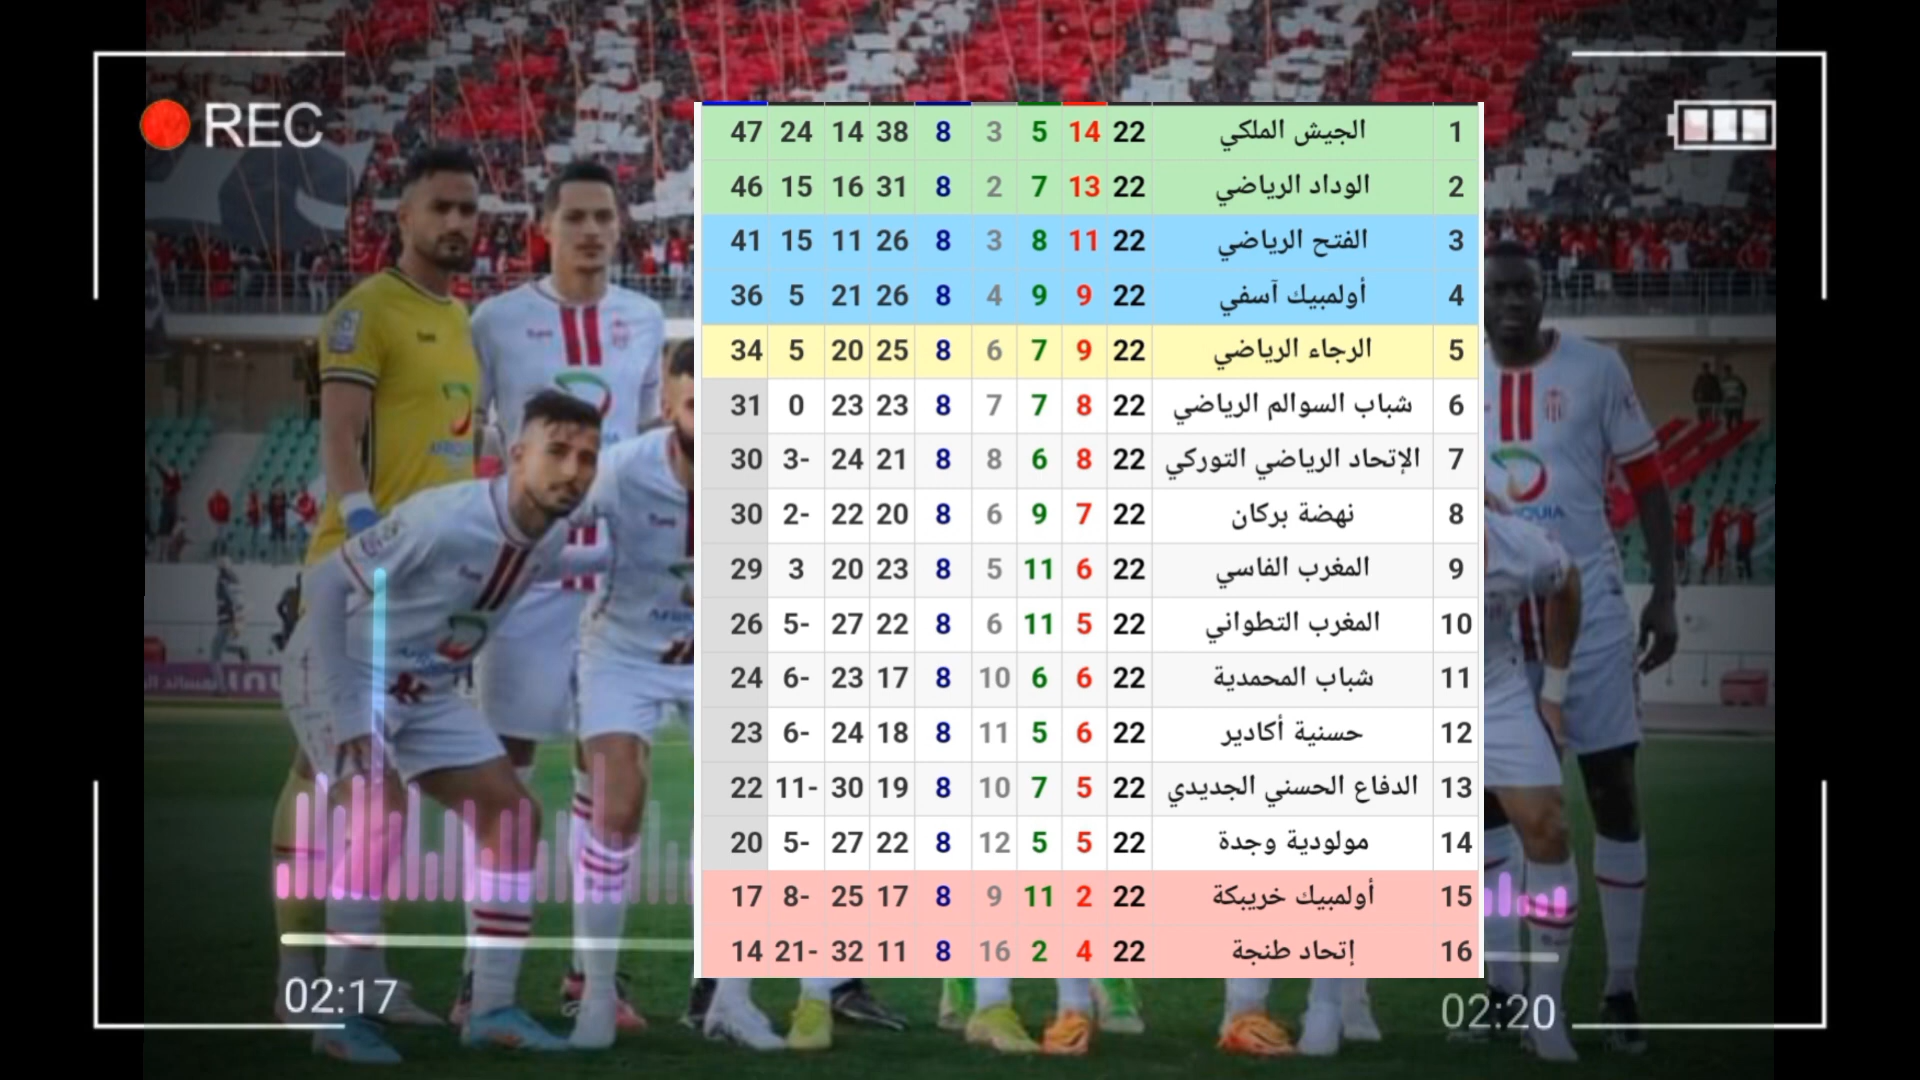 REC
1 الجيش الملكي 22 14 5 3 8 38 14 24 47
2 الوداد الرياضي 22 13 7 2 8 31 16 15 46
3 الفتح الرياضي 22 11 8 3 8 26 11 15 41
4 أولمبيك آسفي 22 9 9 4 8 26 21 5 36
5 الرجاء الرياضي 22 9 7 6 8 25 20 5 34
6 شباب السوالم الرياضي 22 8 7 7 8 23 23 0 31
7 الإتحاد الرياضي التوركي 22 8 6 8 8 21 24 3- 30
8 نهضة بركان 22 7 9 6 8 20 22 2- 30
9 المغرب الفاسي 22 6 11 5 8 23 20 3 29
10 المغرب التطواني 22 5 11 6 8 22 27 5- 26
11 شباب المحمدية 22 6 6 10 8 17 23 6- 24
12 حسنية أكادير 22 6 5 11 8 18 24 6- 23
13 الدفاع الحسني الجديدي 22 5 7 10 8 19 30 11- 22
14 مولودية وجدة 22 5 5 12 8 22 27 5- 20
15 أولمبيك خريبكة 22 2 11 9 8 17 25 8- 17
16 إتحاد طنجة 22 4 2 16 8 11 32 21- 14
02:17
02:20